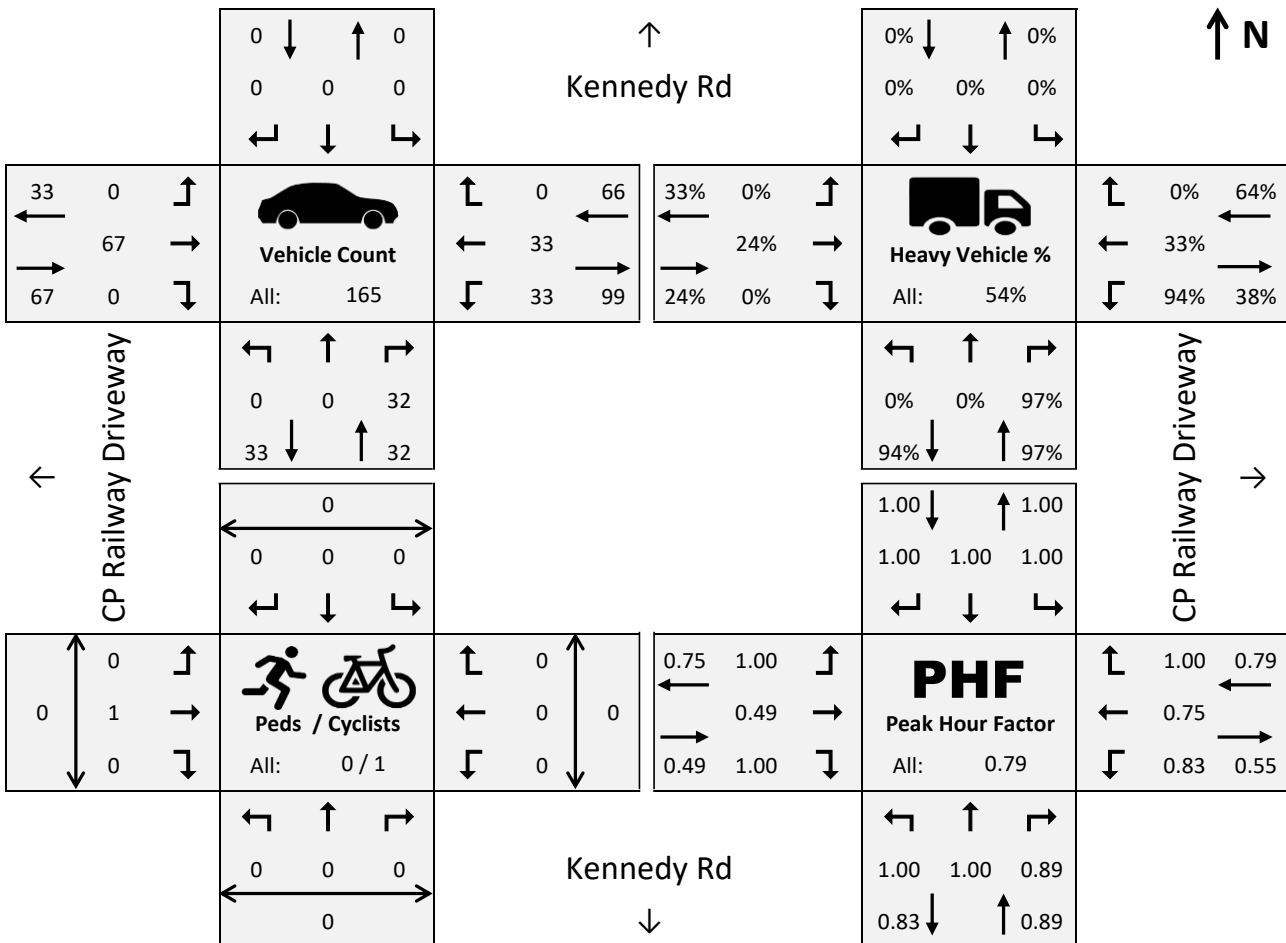 0 0
0 0 0
Kennedy Rd
0% 0%
0% 0% 0%
N
33 0
67
67 0
Vehicle Count
All: 165
0 66
33
33 99
33% 0%
24%
24% 0%
Heavy Vehicle %
All: 54%
0% 64%
33%
94% 38%
0 0 32
33 32
0% 0% 97%
94% 97%
CP Railway Driveway
CP Railway Driveway
0
0 0 0
1.00 1.00
1.00 1.00 1.00
0
0 1
0
Peds / Cyclists
All: 0 / 1
0
0 0
0
0.75 1.00
0.49
0.49 1.00
PHF
Peak Hour Factor
All: 0.79
1.00 0.79
0.75
0.83 0.55
0 0 0
0
Kennedy Rd
1.00 1.00 0.89
0.83 0.89